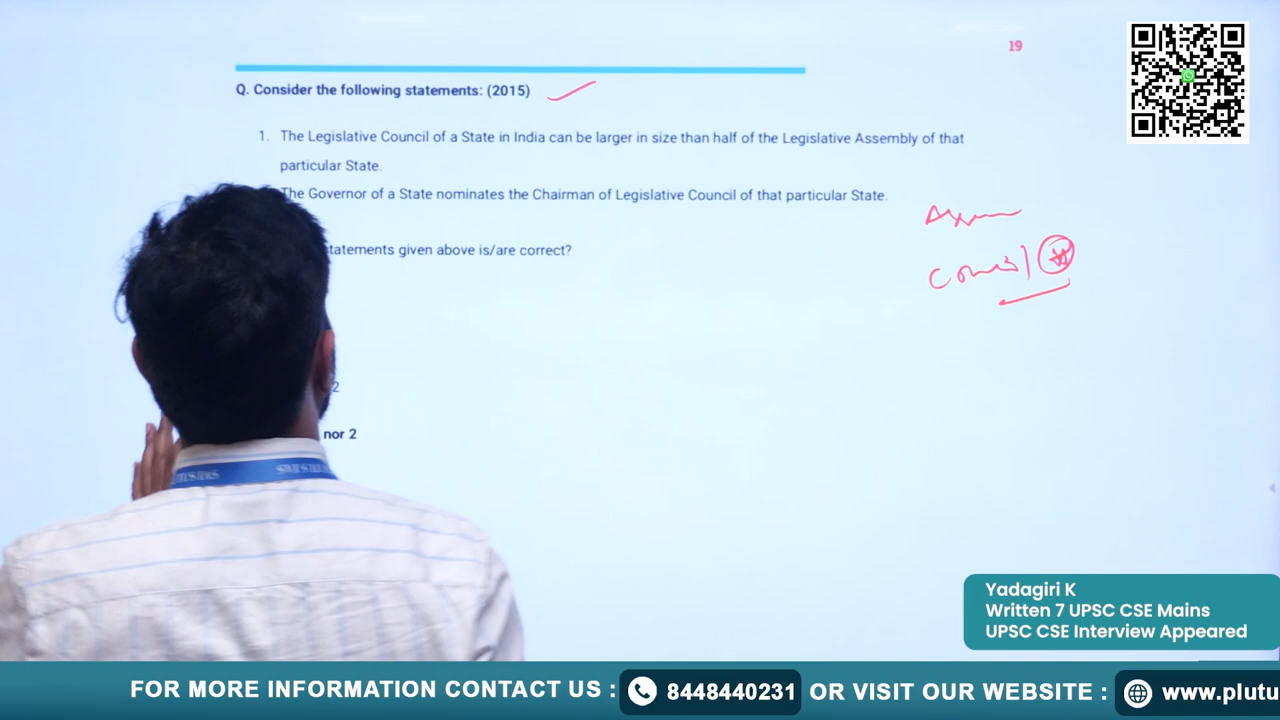 19
Q. Consider the following statements: (2015)
1. The Legislative Council of a State in India can be larger in size than half of the Legislative Assembly of that
particular State.
The Governor of a State nominates the Chairman of Legislative Council of that particular State.
statements given above is/are correct?
Council
2
nor 2
Yadagiri K
Written 7 UPSC CSE Mains
UPSC CSE Interview Appeared
FOR MORE INFORMATION CONTACT US : 8448440231 OR VISIT OUR WEBSITE : www.plutu